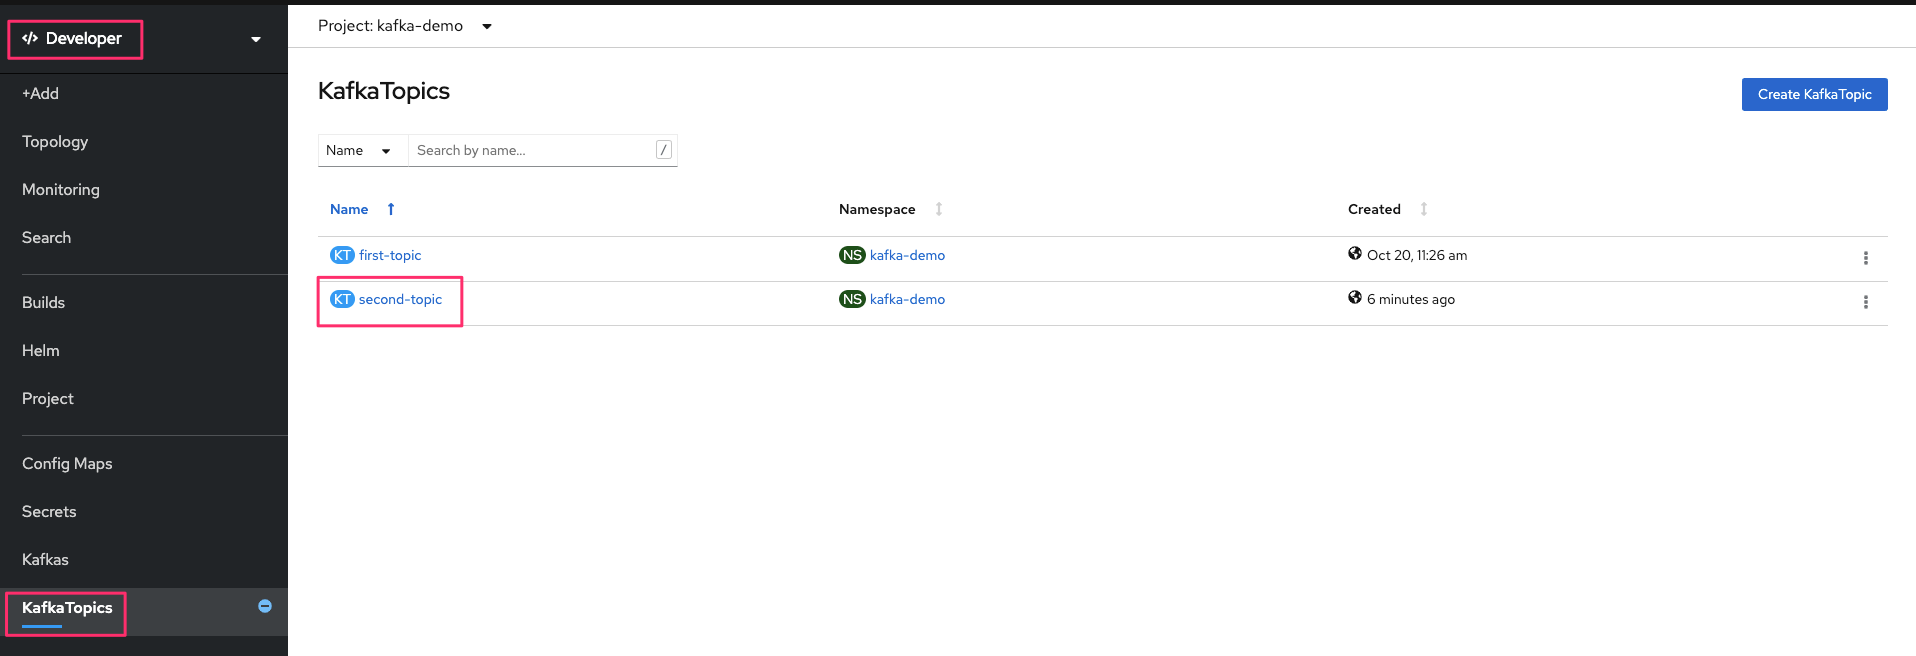 </> Developer
+Add
Topology
Monitoring
Search
Builds
Helm
Project
Config Maps
Secrets
Kafkas
KafkaTopics
Project: kafka-demo
KafkaTopics
Create KafkaTopic
Name Search by name... /
Name Namespace Created
KT first-topic NS kafka-demo Oct 20, 11:26 am
KT second-topic NS kafka-demo 6 minutes ago